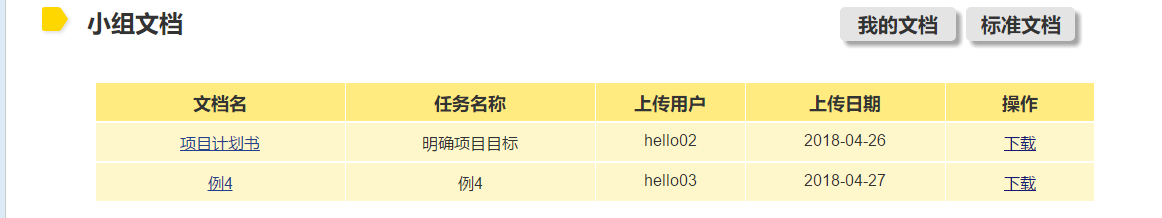 小组文档 我的文档 标准文档
文档名 任务名称 上传用户 上传日期 操作
项目计划书 明确项目目标 hello02 2018-04-26 下载
例4 例4 hello03 2018-04-27 下载